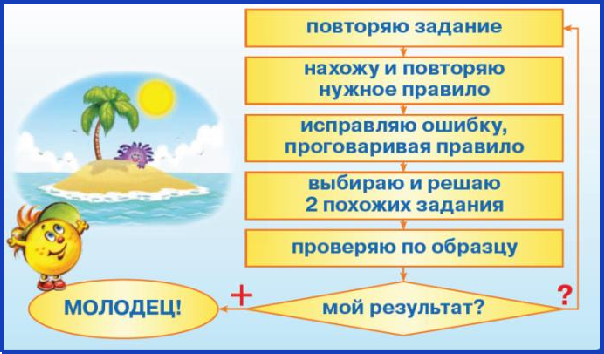 повторяю задание
нахожу и повторяю
нужное правило
исправляю ошибку,
проговаривая правило
выбираю и решаю
2 похожих задания
проверяю по образцу
мой результат?
+
?
МОЛОДЕЦ!